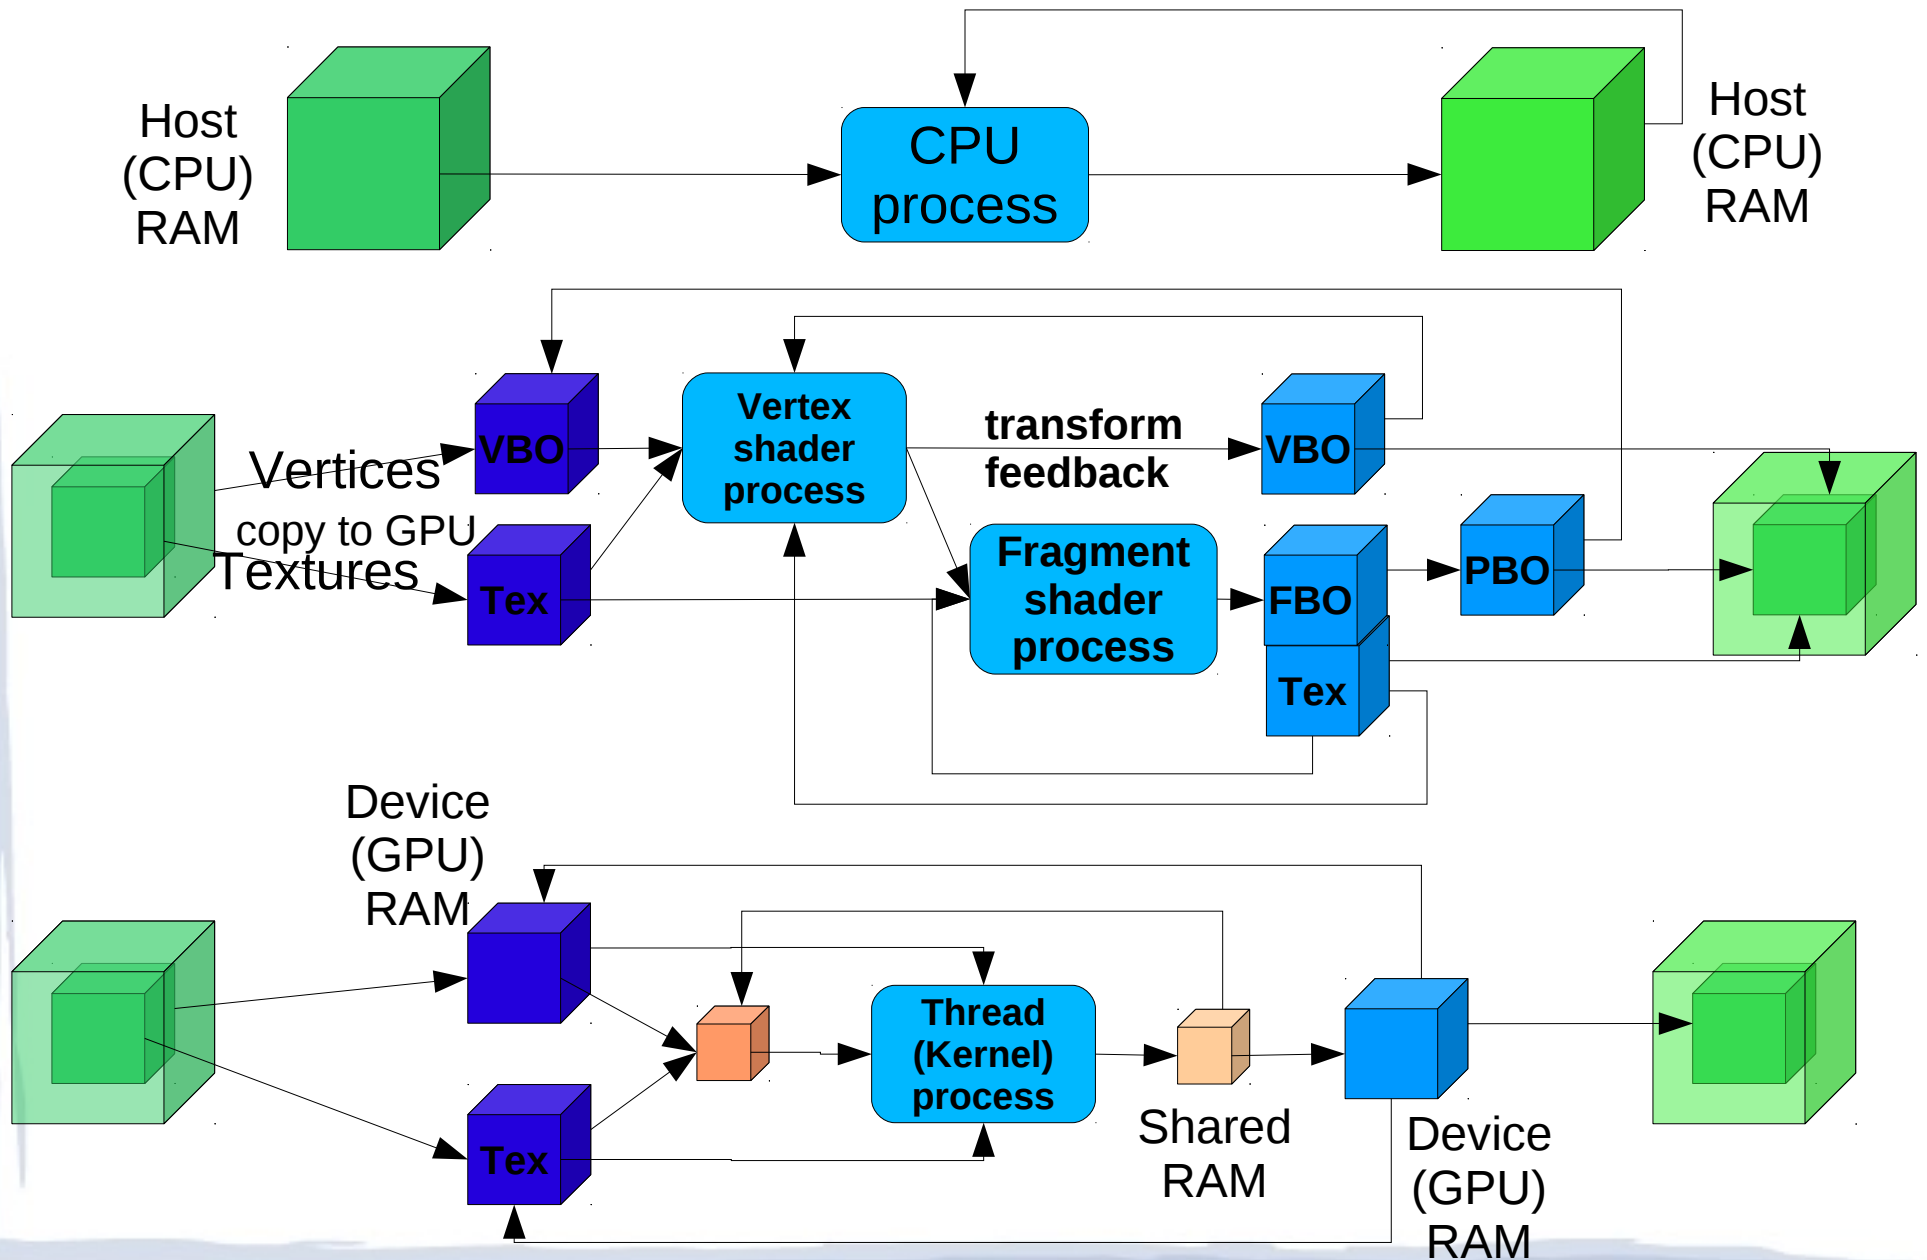 Host
(CPU)
RAM
CPU
process
Host
(CPU)
RAM
Vertices
copy to GPU
Textures
VBO
Tex
Vertex
shader
process
transform
feedback
VBO
Fragment
shader
process
FBO
Tex
PBO
Device
(GPU)
RAM
Tex
Thread
(Kernel)
process
Shared
RAM
Device
(GPU)
RAM